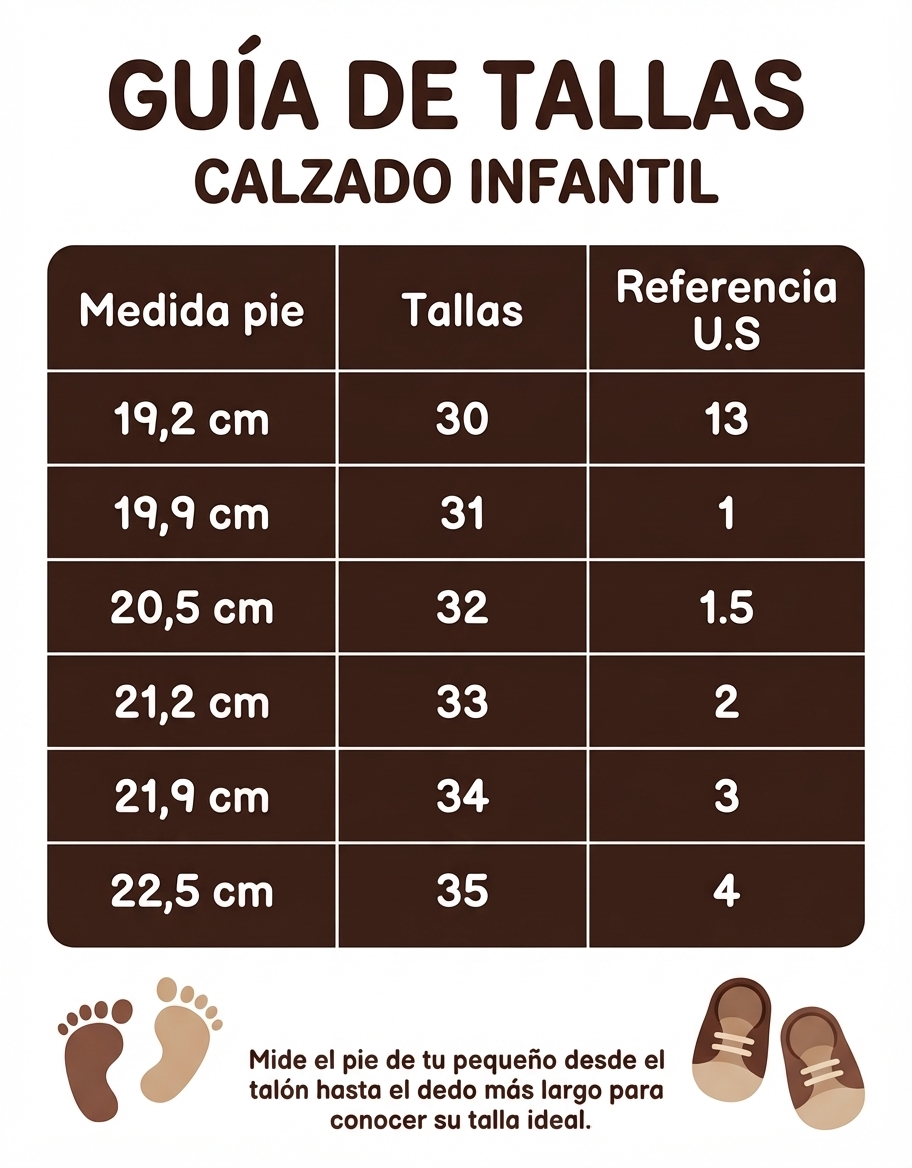 GUÍA DE TALLAS
CALZADO INFANTIL
Medida pie Tallas Referencia U.S
19,2 cm 30 13
19,9 cm 31 1
20,5 cm 32 1.5
21,2 cm 33 2
21,9 cm 34 3
22,5 cm 35 4
Mide el pie de tu pequeño desde el
talón hasta el dedo más largo para
conocer su talla ideal.